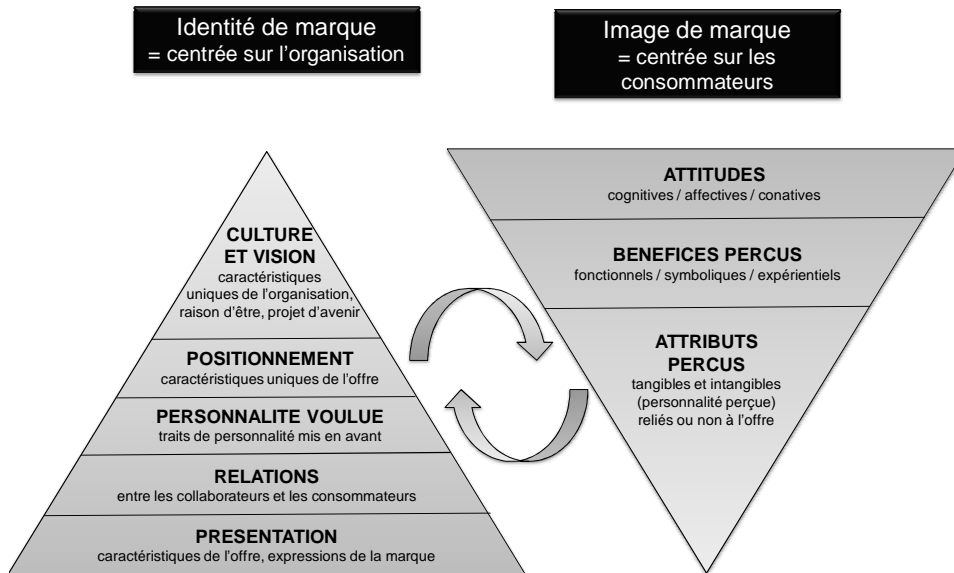 Identité de marque
= centrée sur l'organisation
Image de marque
= centrée sur les
consommateurs
CULTURE
ET VISION
caractéristiques
uniques de l'organisation,
raison d'être, projet d'avenir
POSITIONNEMENT
caractéristiques uniques de l'offre
PERSONNALITE VOULUE
traits de personnalité mis en avant
RELATIONS
entre les collaborateurs et les consommateurs
PRESENTATION
caractéristiques de l'offre, expressions de la marque
ATTITUDES
cognitives / affectives / conatives
BENEFICES PERCUS
fonctionnels / symboliques / expérientiels
ATTRIBUTS
PERCUS
tangibles et intangibles
(personnalité perçue)
reliés ou non à l'offre